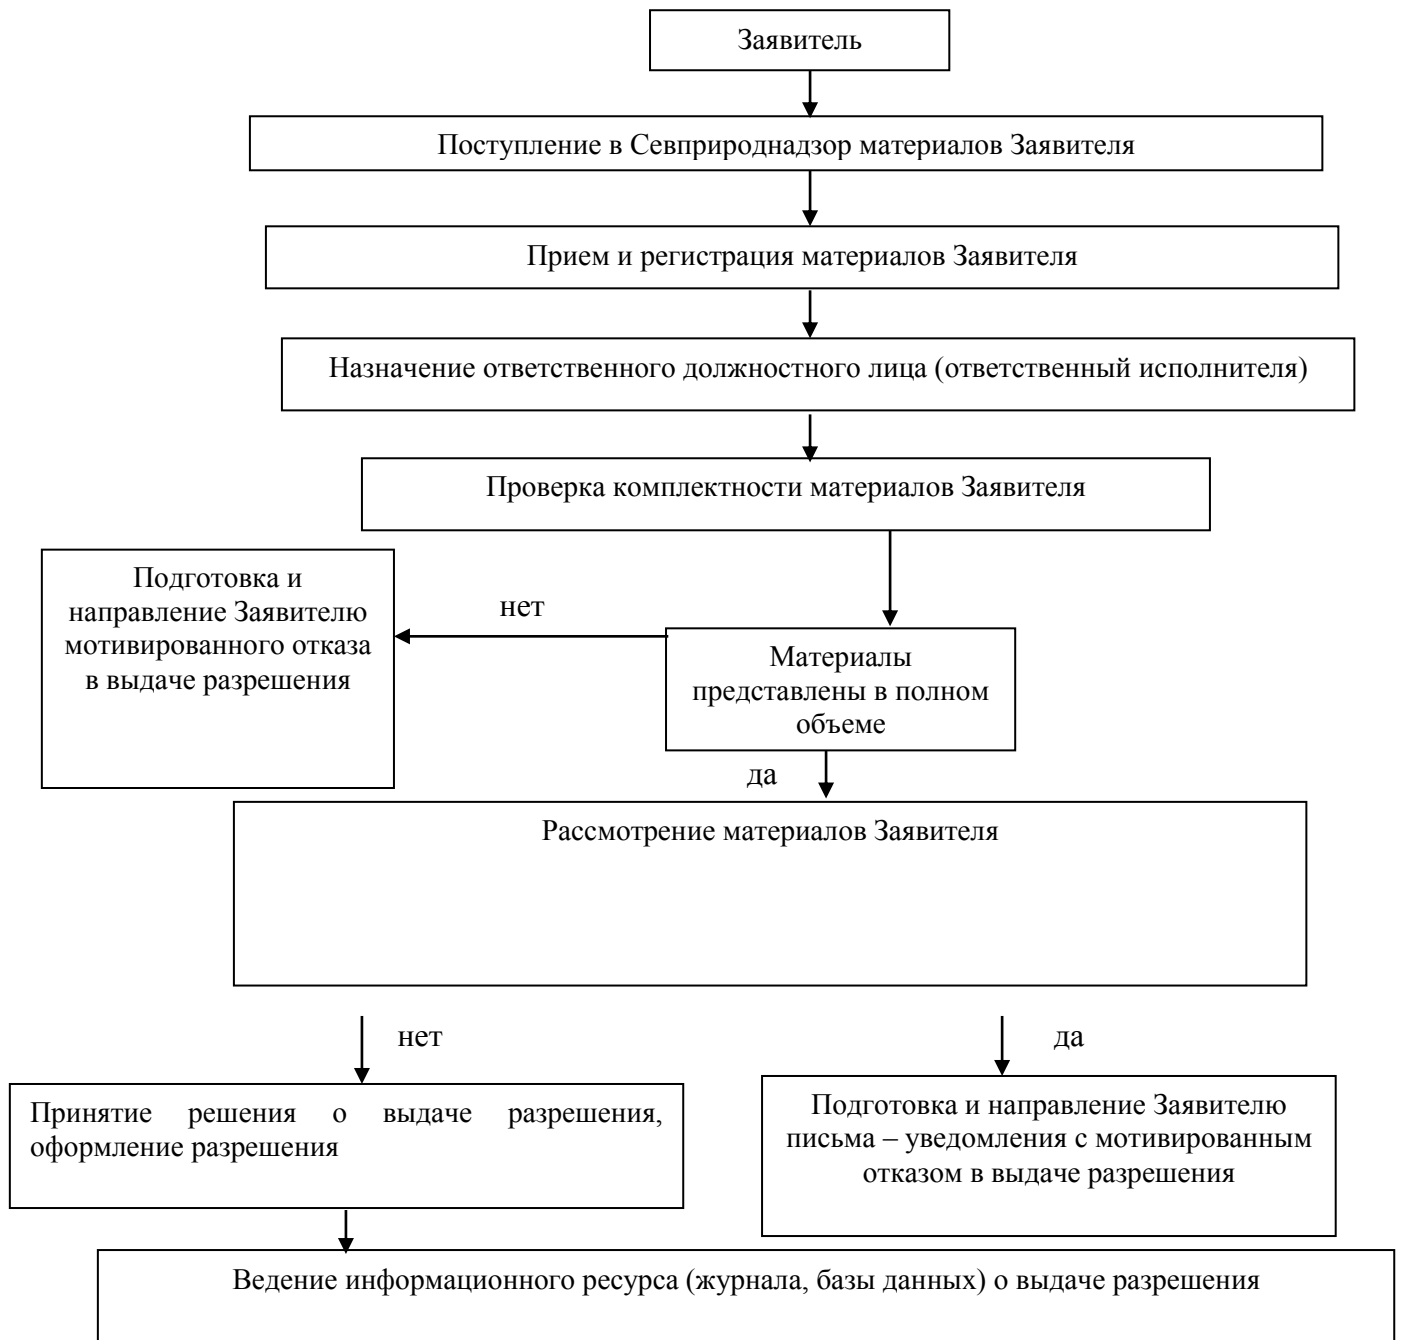 Заявитель
Поступление в Севприроднадзор материалов Заявителя
Прием и регистрация материалов Заявителя
Назначение ответственного должностного лица (ответственный исполнителя)
Проверка комплектности материалов Заявителя
Подготовка и
направление Заявителю
мотивированного отказа
в выдаче разрешения
нет
Материалы
представлены в полном
объеме
да
Рассмотрение материалов Заявителя
нет
да
Принятие решения о выдаче разрешения,
оформление разрешения
Подготовка и направление Заявителю
письма – уведомления с мотивированным
отказом в выдаче разрешения
Ведение информационного ресурса (журнала, базы данных) о выдаче разрешения